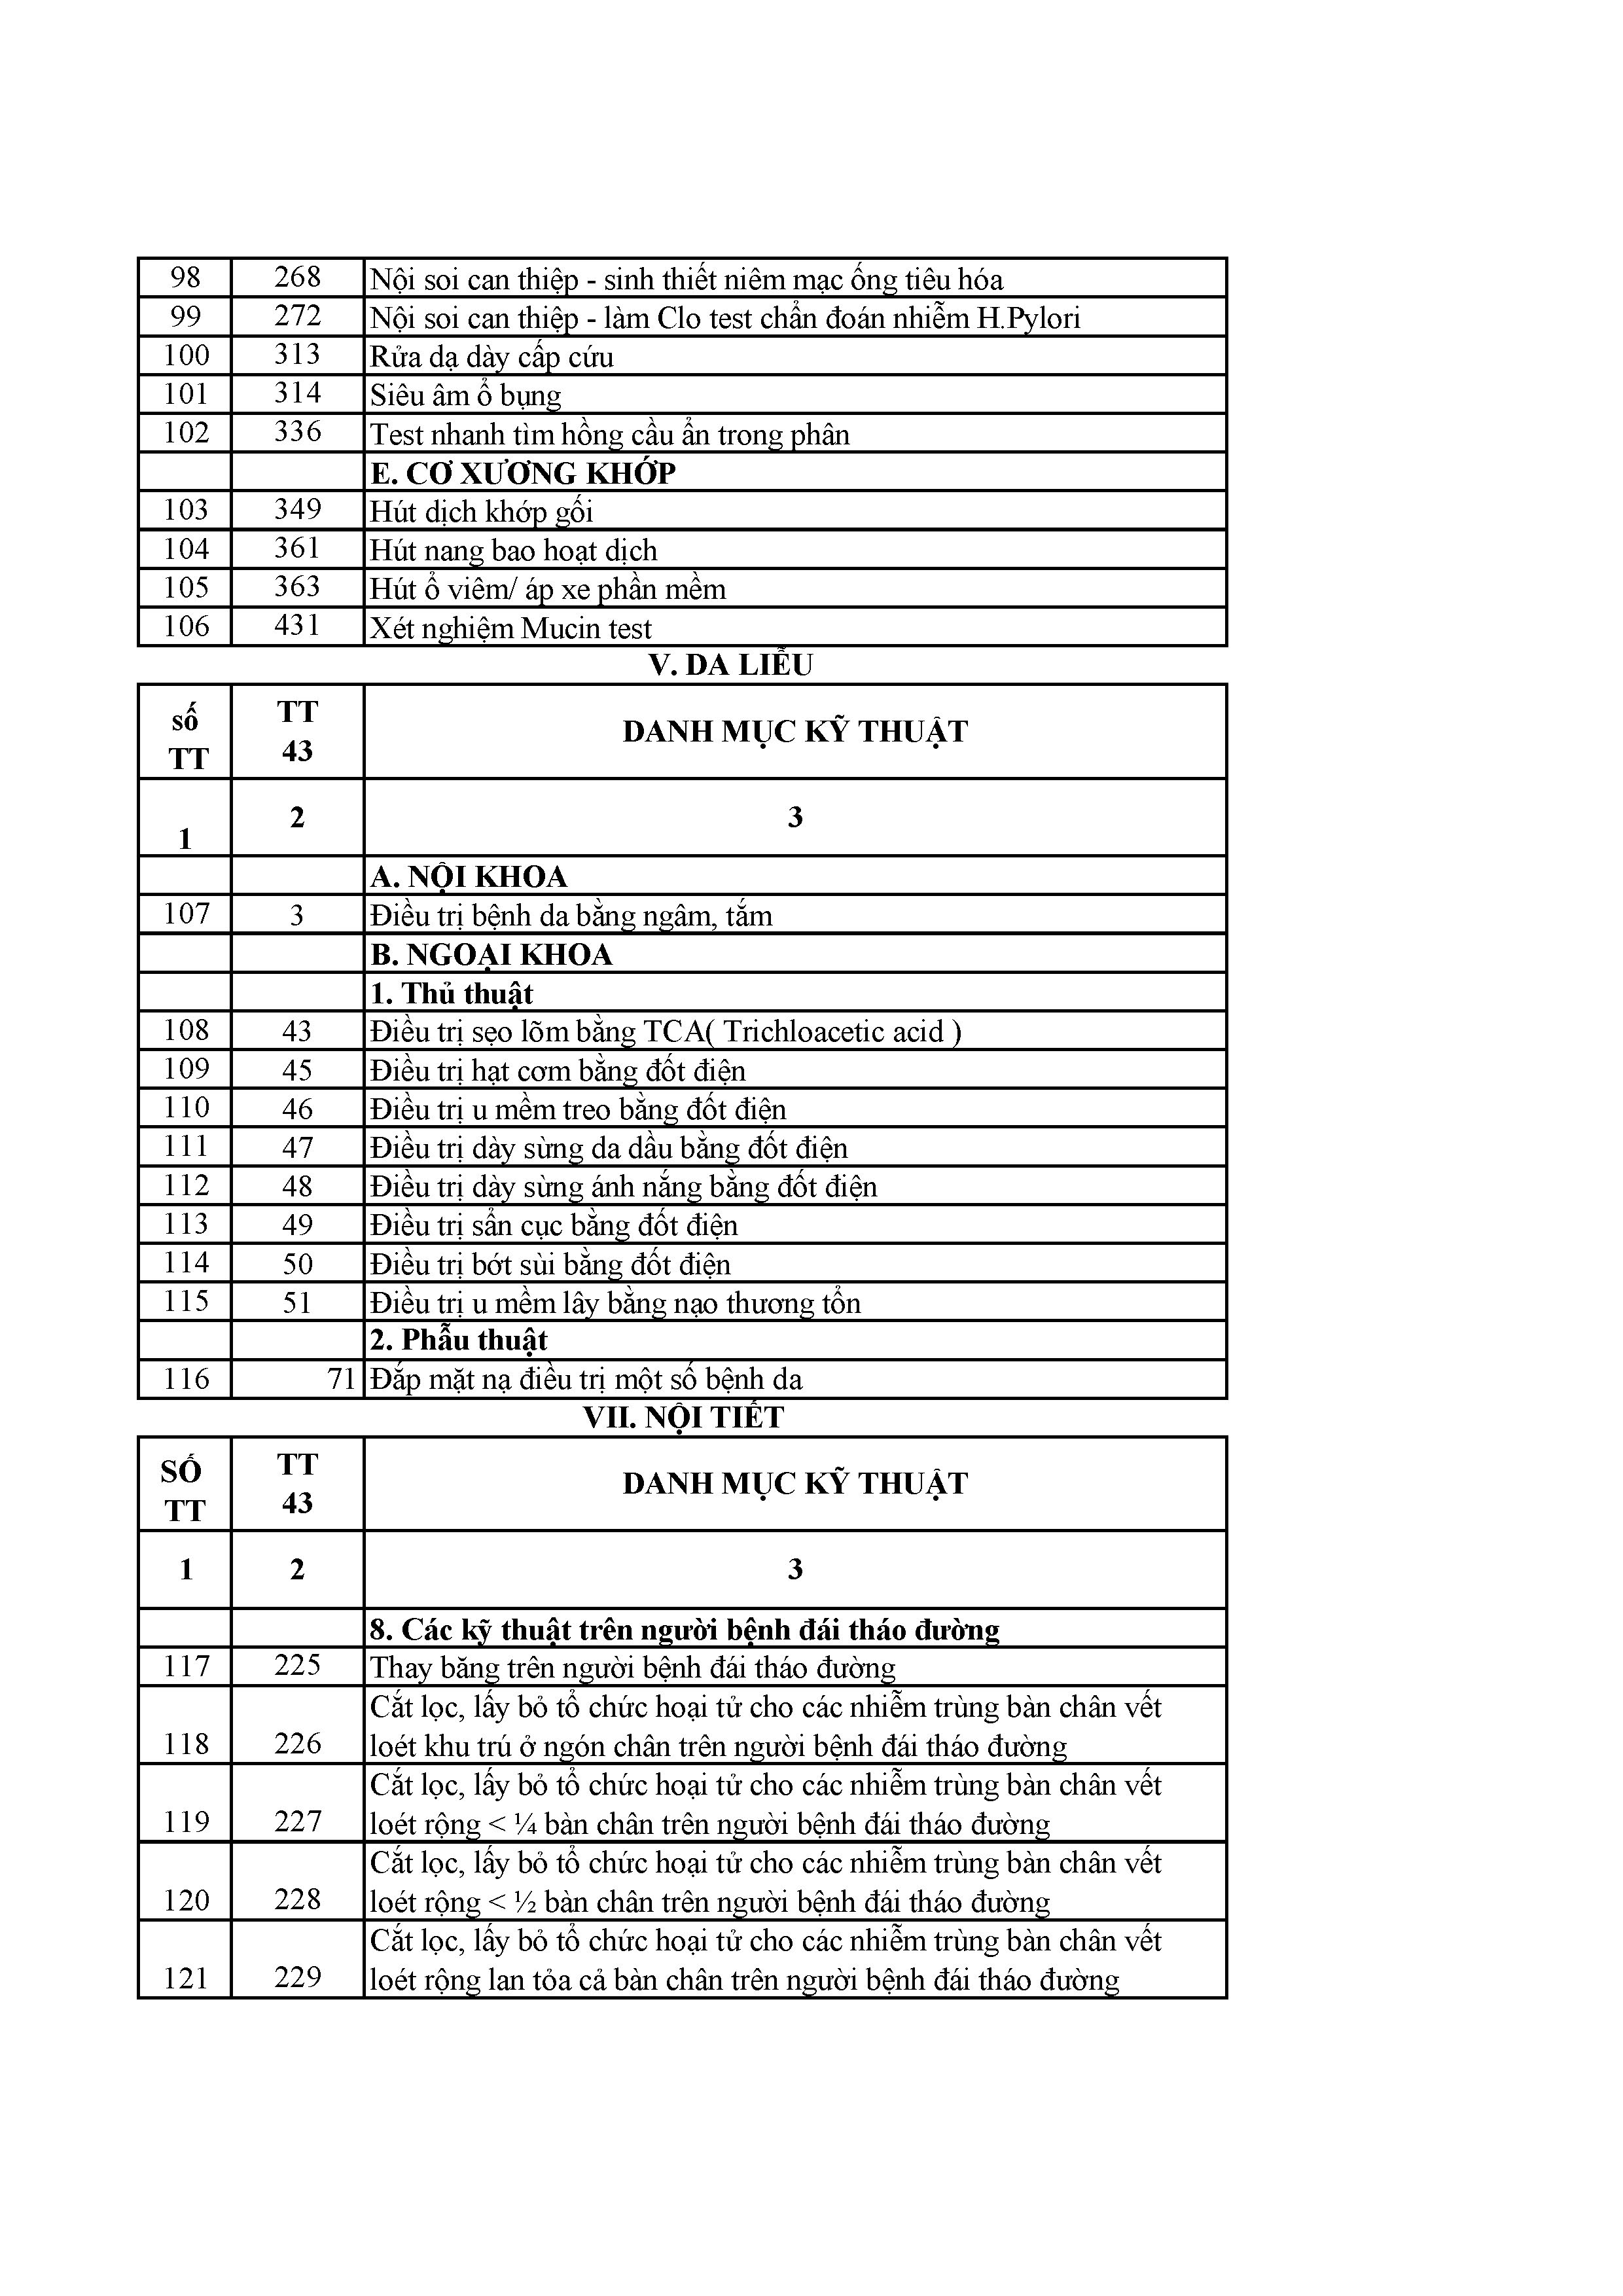 98 268 Nội soi can thiệp - sinh thiết niêm mạc ống tiêu hóa
99 272 Nội soi can thiệp - làm Clo test chẩn đoán nhiễm H.Pylori
100 313 Rửa dạ dày cấp cứu
101 314 Siêu âm ổ bụng
102 336 Test nhanh tìm hồng cầu ẩn trong phân
E. CƠ XƯƠNG KHỚP
103 349 Hút dịch khớp gối
104 361 Hút nang bao hoạt dịch
105 363 Hút ổ viêm/ áp xe phần mềm
106 431 Xét nghiệm Mucin test
V. DA LIỄU
số TT TT 43 DANH MỤC KỸ THUẬT
1 2 3
A. NỘI KHOA
107 3 Điều trị bệnh da bằng ngâm, tắm
B. NGOẠI KHOA
1. Thủ thuật
108 43 Điều trị sẹo lõm bằng TCA( Trichloacetic acid )
109 45 Điều trị hạt cơm bằng đốt điện
110 46 Điều trị u mềm treo bằng đốt điện
111 47 Điều trị dày sừng da dầu bằng đốt điện
112 48 Điều trị dày sừng ánh nắng bằng đốt điện
113 49 Điều trị sẩn cục bằng đốt điện
114 50 Điều trị bớt sùi bằng đốt điện
115 51 Điều trị u mềm lây bằng nạo thương tổn
2. Phẫu thuật
116 71 Đắp mặt nạ điều trị một số bệnh da
VII. NỘI TIẾT
SỐ TT TT 43 DANH MỤC KỸ THUẬT
1 2 3
8. Các kỹ thuật trên người bệnh đái tháo đường
117 225 Thay băng trên người bệnh đái tháo đường
Cắt lọc, lấy bỏ tổ chức hoại tử cho các nhiễm trùng bàn chân vết
118 226 loét khu trú ở ngón chân trên người bệnh đái tháo đường
Cắt lọc, lấy bỏ tổ chức hoại tử cho các nhiễm trùng bàn chân vết
119 227 loét rộng < ¼ bàn chân trên người bệnh đái tháo đường
Cắt lọc, lấy bỏ tổ chức hoại tử cho các nhiễm trùng bàn chân vết
120 228 loét rộng < ½ bàn chân trên người bệnh đái tháo đường
Cắt lọc, lấy bỏ tổ chức hoại tử cho các nhiễm trùng bàn chân vết
121 229 loét rộng lan tỏa cả bàn chân trên người bệnh đái tháo đường